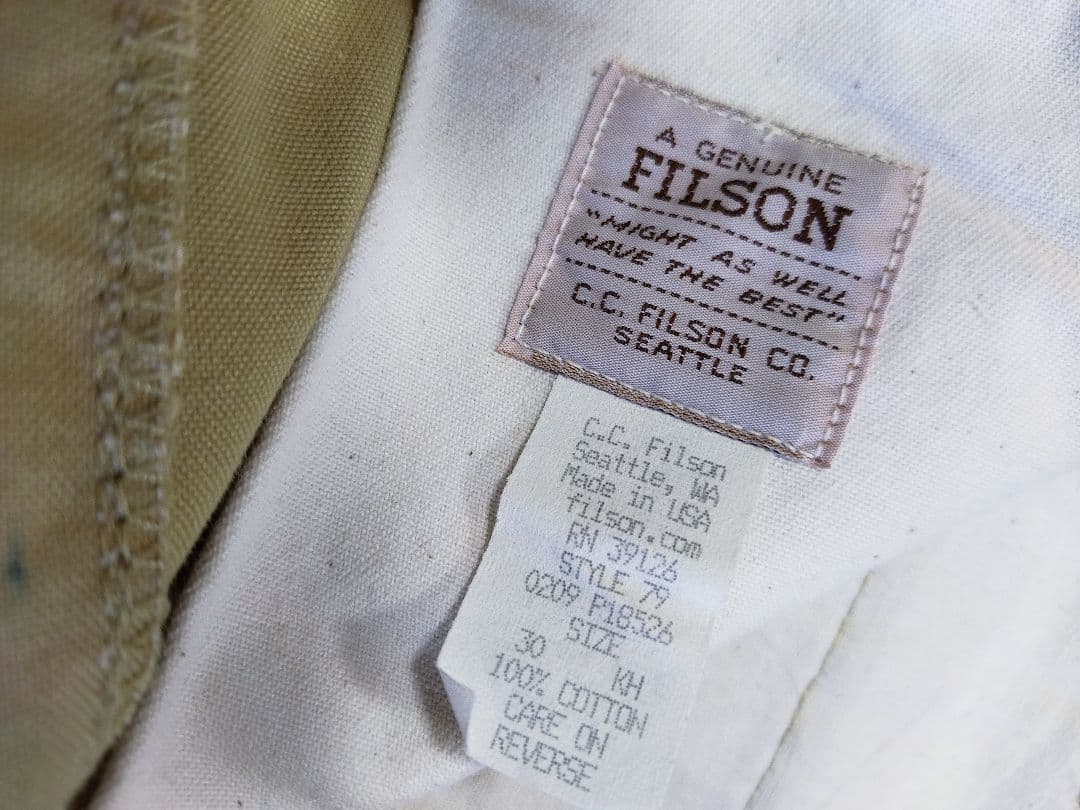 A GENUINE
FILSON
"MIGHT AS WELL
HAVE THE BEST"
C.C. FILSON CO.
SEATTLE
C.C. Filson
Seattle, WA
Made in USA
filson.com
RN 39126
STYLE 79
0209 P18526
SIZE
30 KH
100% COTTON
CARE ON
REVERSE